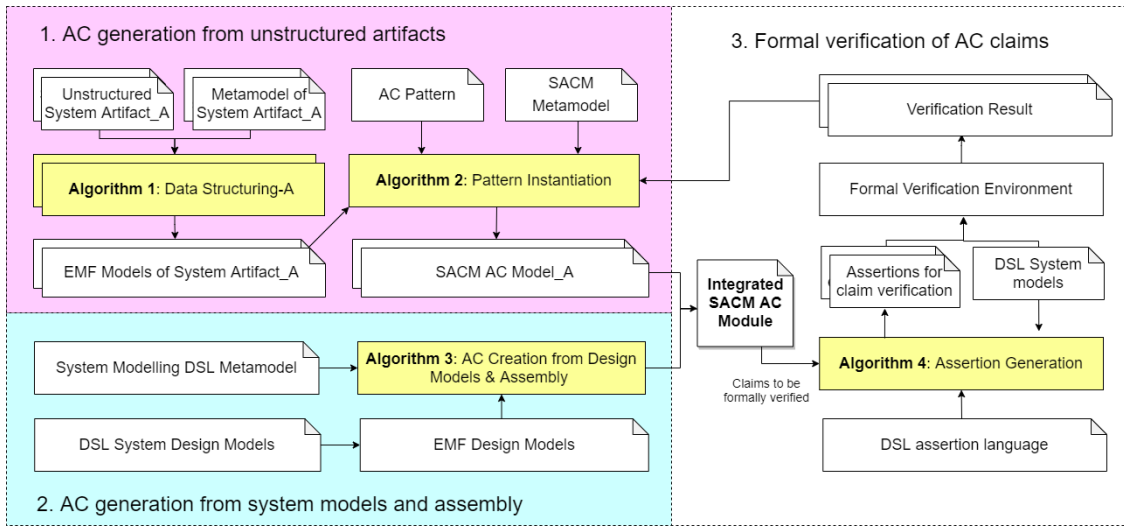 1. AC generation from unstructured artifacts
Unstructured
System Artifact_A
Metamodel of
System Artifact_A
AC Pattern
SACM
Metamodel
Algorithm 1: Data Structuring-A
Algorithm 2: Pattern Instantiation
EMF Models of System Artifact_A
SACM AC Model_A
System Modelling DSL Metamodel
Algorithm 3: AC Creation from Design
Models & Assembly
DSL System Design Models
EMF Design Models
2. AC generation from system models and assembly
Integrated
SACM AC
Module
Claims to be
formally verified
3. Formal verification of AC claims
Verification Result
Formal Verification Environment
Assertions for
claim verification
DSL System
models
Algorithm 4: Assertion Generation
DSL assertion language